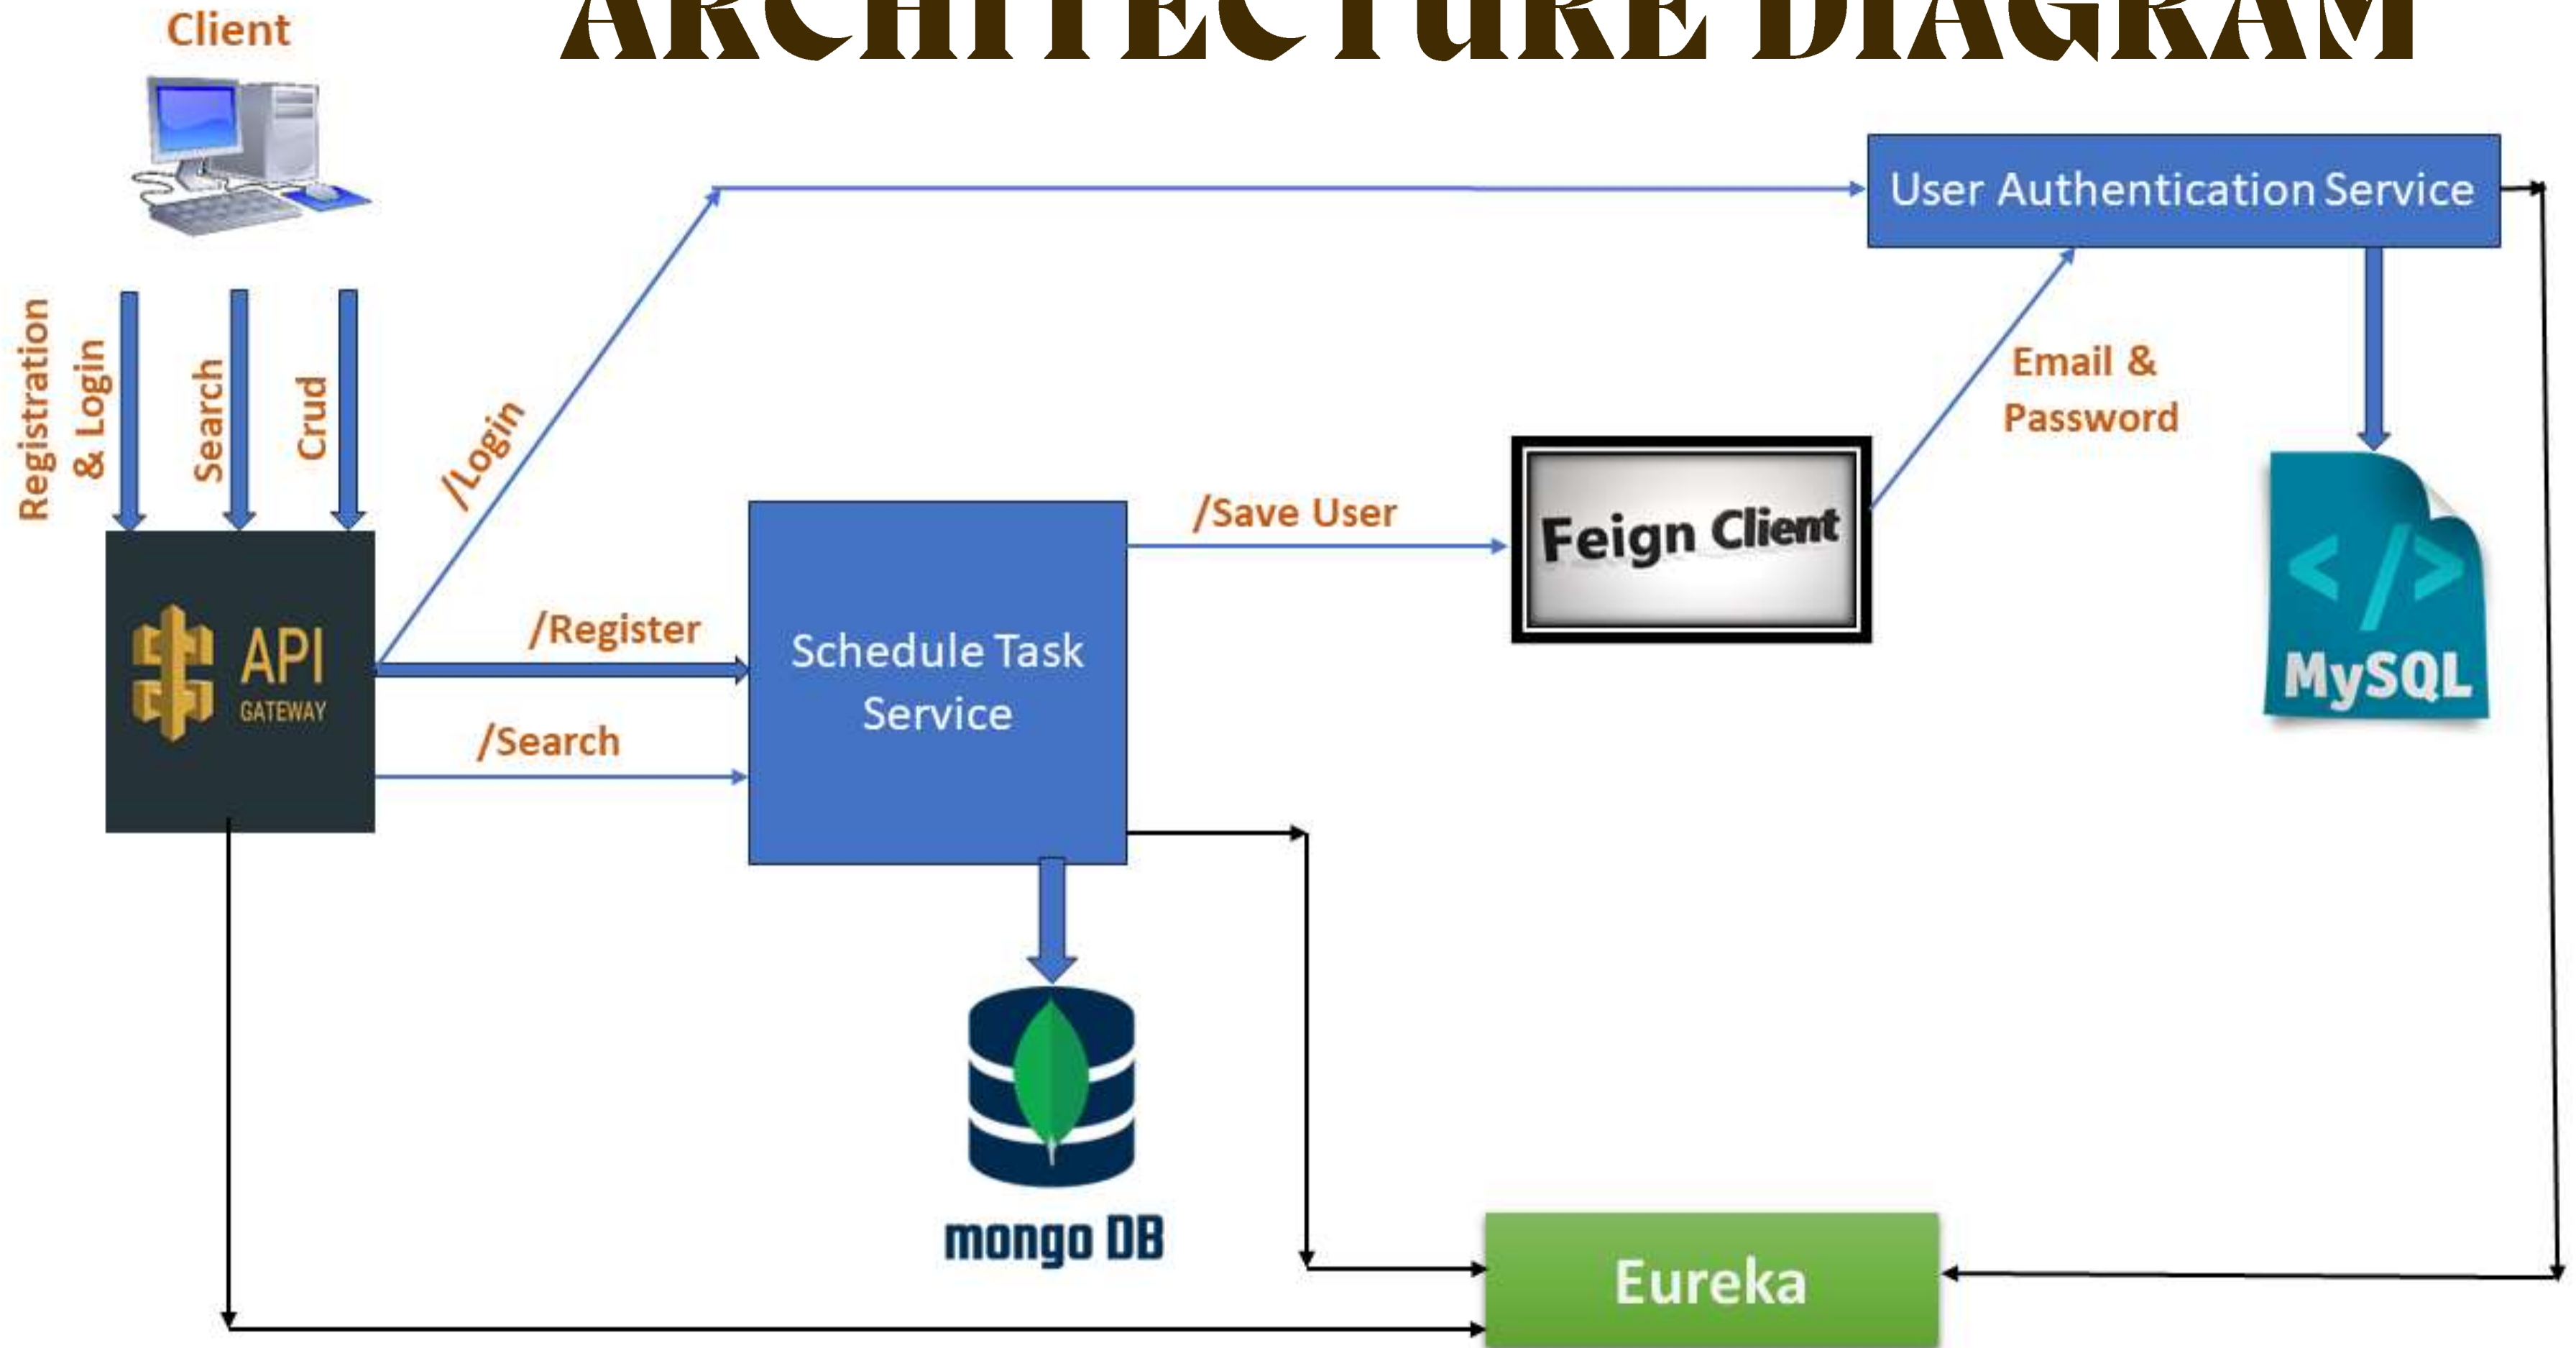 ARCHITECTURE DIAGRAM
Client
Registration
& Login
Search
Crud
/Login
User Authentication Service
Email &
Password
/Save User
Feign Client
/Register
Schedule Task
Service
/Search
API
GATEWAY
</>
MySQL
mongo DB
Eureka